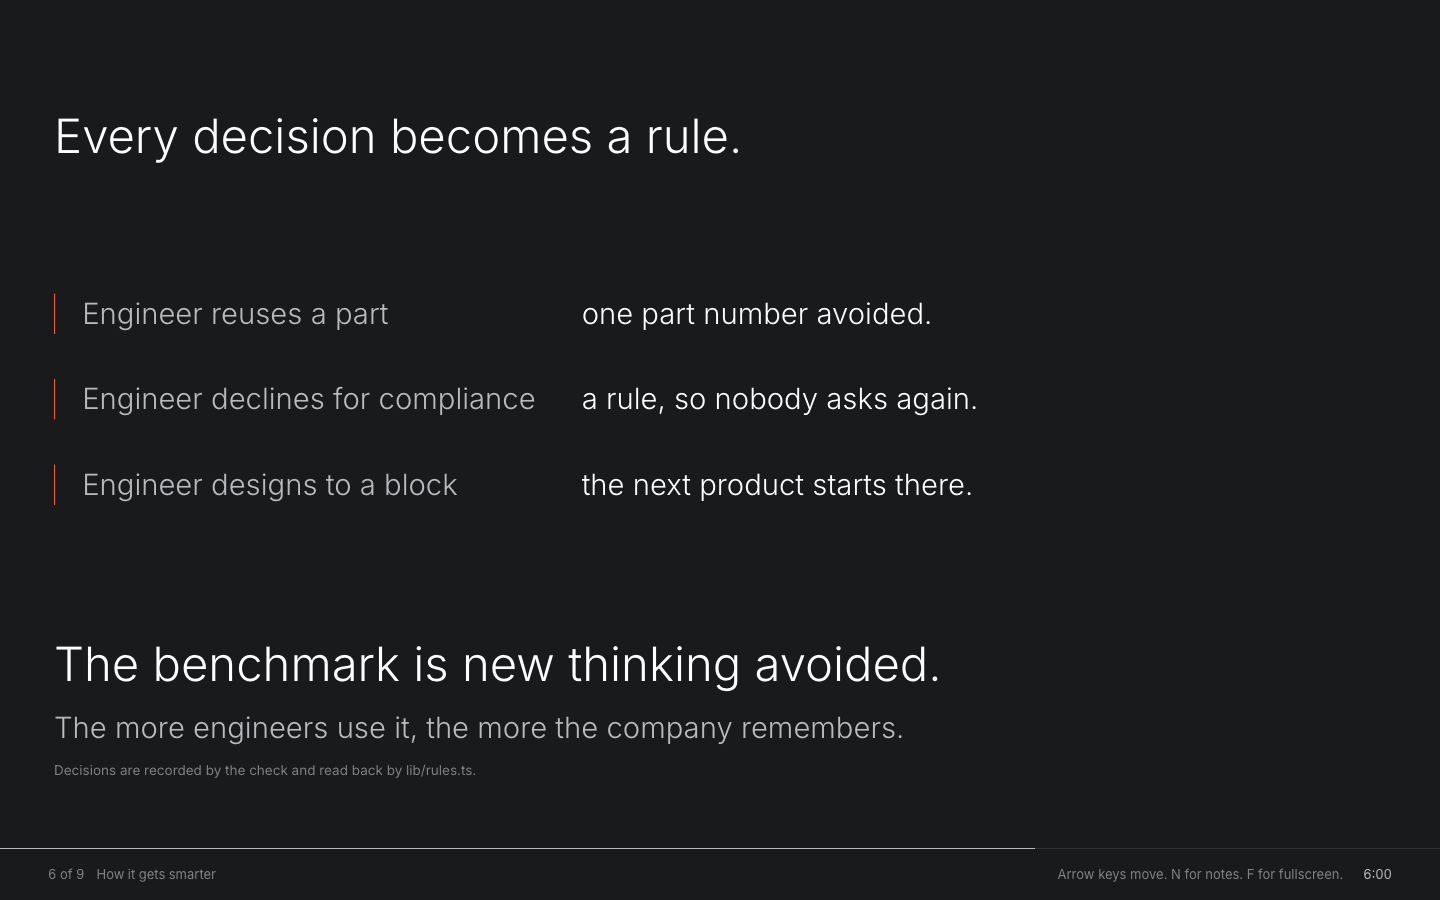 Every decision becomes a rule.
Engineer reuses a part one part number avoided.
Engineer declines for compliance a rule, so nobody asks again.
Engineer designs to a block the next product starts there.
The benchmark is new thinking avoided.
The more engineers use it, the more the company remembers.
Decisions are recorded by the check and read back by lib/rules.ts.
6 of 9 How it gets smarter Arrow keys move. N for notes. F for fullscreen. 6:00